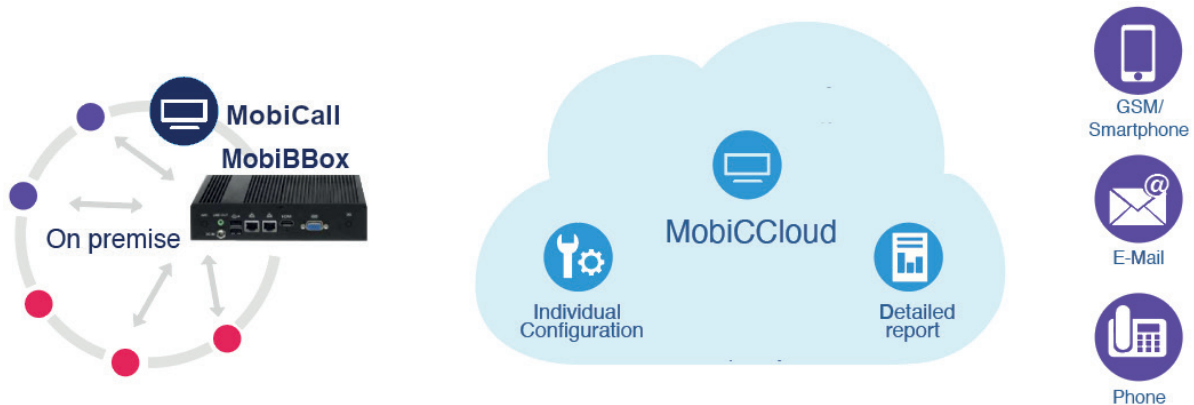 MobiCall
MobiBBox
On premise
MobiCCloud
Individual
Configuration
Detailed
report
GSM/
Smartphone
@
E-Mail
Phone